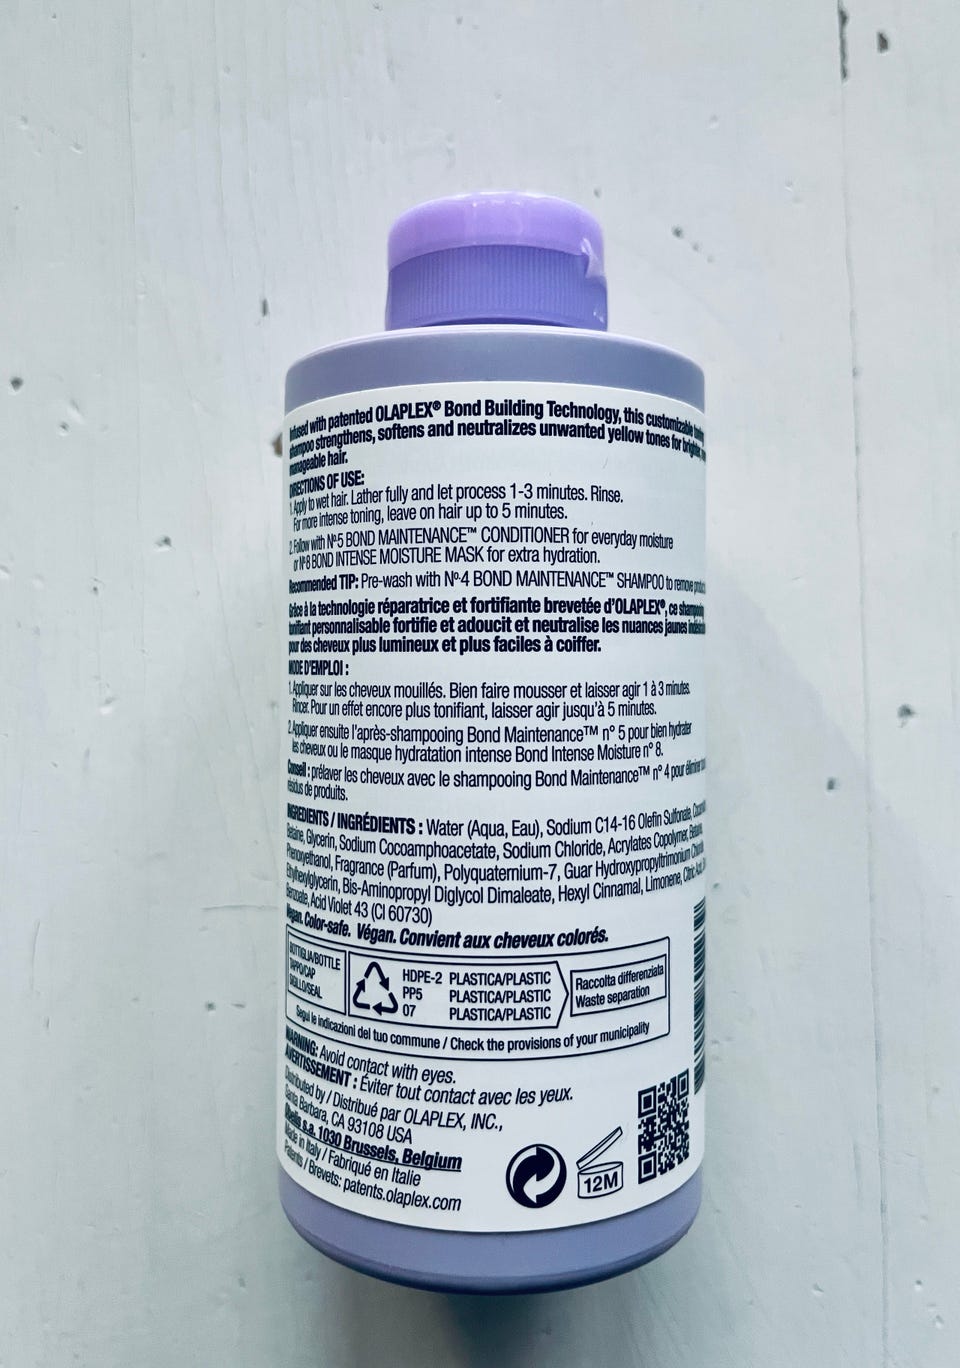 Infused with patented OLAPLEX® Bond Building Technology, this customizable
shampoo strengthens, softens and neutralizes unwanted yellow tones for brighter,
manageable hair.
DIRECTIONS OF USE:
1. Apply to wet hair. Lather fully and let process 1-3 minutes. Rinse.
For more intense toning, leave on hair up to 5 minutes.
2. Follow with Nº5 BOND MAINTENANCE™ CONDITIONER for everyday moisture
or Nº8 BOND INTENSE MOISTURE MASK for extra hydration.
Recommended TIP: Pre-wash with Nº4 BOND MAINTENANCE™ SHAMPOO to remove
Grâce à la technologie réparatrice et fortifiante brevetée d'OLAPLEX®, ce
tonifiant personnalisable fortifie et adoucit et neutralise les nuances jaunes
pour des cheveux plus lumineux et plus faciles à coiffer.
MODE D'EMPLOI :
1. Appliquer sur les cheveux mouillés. Bien faire mousser et laisser agir 1 à 3 minutes.
Rincer. Pour un effet encore plus tonifiant, laisser agir jusqu'à 5 minutes.
2. Appliquer ensuite l'après-shampooing Bond Maintenance™ n° 5 pour bien hydrater
les cheveux ou le masque hydratation intense Bond Intense Moisture n° 8.
Conseil : prélaver les cheveux avec le shampooing Bond Maintenance™ n° 4 pour éliminer
résidus de produits.
INGREDIENTS / INGRÉDIENTS : Water (Aqua, Eau), Sodium C14-16 Olefin Sulfonate,
Betaine, Glycerin, Sodium Cocoamphoacetate, Sodium Chloride, Acrylates Copolymer,
Phenoxyethanol, Fragrance (Parfum), Polyquaternium-7, Guar Hydroxypropyltrimonium
Ethylhexylglycerin, Bis-Aminopropyl Diglycol Dimaleate, Hexyl Cinnamal, Limonene, Citric
Benzoate, Acid Violet 43 (CI 60730)
Vegan. Color-safe. Végan. Convient aux cheveux colorés.
BOTTIGLIA/BOTTLE
TAPPO/CAP
SIGILLO/SEAL
HDPE-2 PLASTICA/PLASTIC
PP5 PLASTICA/PLASTIC
07 PLASTICA/PLASTIC
Raccolta differenziata
Waste separation
Segui le indicazioni del tuo commune / Check the provisions of your municipality
WARNING: Avoid contact with eyes.
AVERTISSEMENT : Éviter tout contact avec les yeux.
Distributed by / Distribué par OLAPLEX, INC.,
Santa Barbara, CA 93108 USA
Obelis s.a. 1030 Brussels, Belgium
Made in Italy / Fabriqué en Italie
Patents / Brevets: patents.olaplex.com
12M